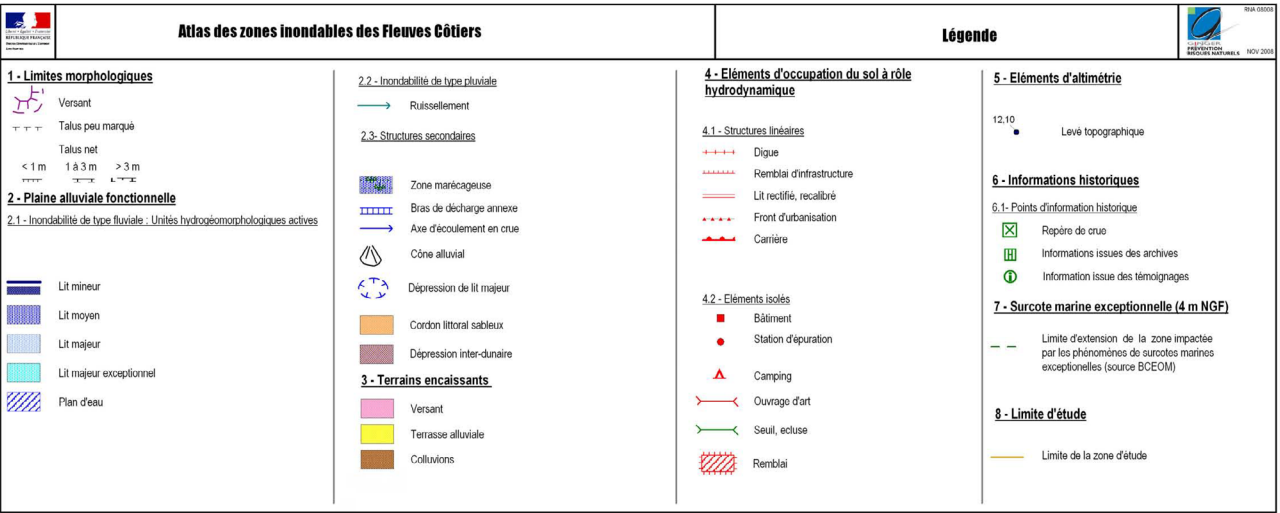 Liberté • Égalité • Fraternité
RÉPUBLIQUE FRANÇAISE
Atlas des zones inondables des Fleuves Côtiers
Légende
RNA 08008
GINGER
PRÉVENTION
RISQUES NATURELS
NOV 2008
1 - Limites morphologiques
Versant
Talus peu marqué
Talus net
< 1 m 1 à 3 m > 3 m
2 - Plaine alluviale fonctionnelle
2.1 - Inondabilité de type fluviale : Unités hydrogéomorphologiques actives
Lit mineur
Lit moyen
Lit majeur
Lit majeur exceptionnel
Plan d'eau
2.2 - Inondabilité de type pluviale
Ruissellement
2.3- Structures secondaires
Zone marécageuse
Bras de décharge annexe
Axe d'écoulement en crue
Cône alluvial
Dépression de lit majeur
Cordon littoral sableux
Dépression inter-dunaire
3 - Terrains encaissants
Versant
Terrasse alluviale
Colluvions
4 - Eléments d'occupation du sol à rôle
hydrodynamique
4.1 - Structures linéaires
Digue
Remblai d'infrastructure
Lit rectifié, recalibré
Front d'urbanisation
Carrière
4.2 - Eléments isolés
Bâtiment
Station d'épuration
Camping
Ouvrage d'art
Seuil, ecluse
Remblai
5 - Eléments d'altimétrie
12,10
Levé topographique
6 - Informations historiques
6.1- Points d'information historique
Repère de crue
Informations issues des archives
Information issue des témoignages
7 - Surcote marine exceptionnelle (4 m NGF)
Limite d'extension de la zone impactée
par les phénomènes de surcotes marines
exceptionelles (source BCEOM)
8 - Limite d'étude
Limite de la zone d'étude